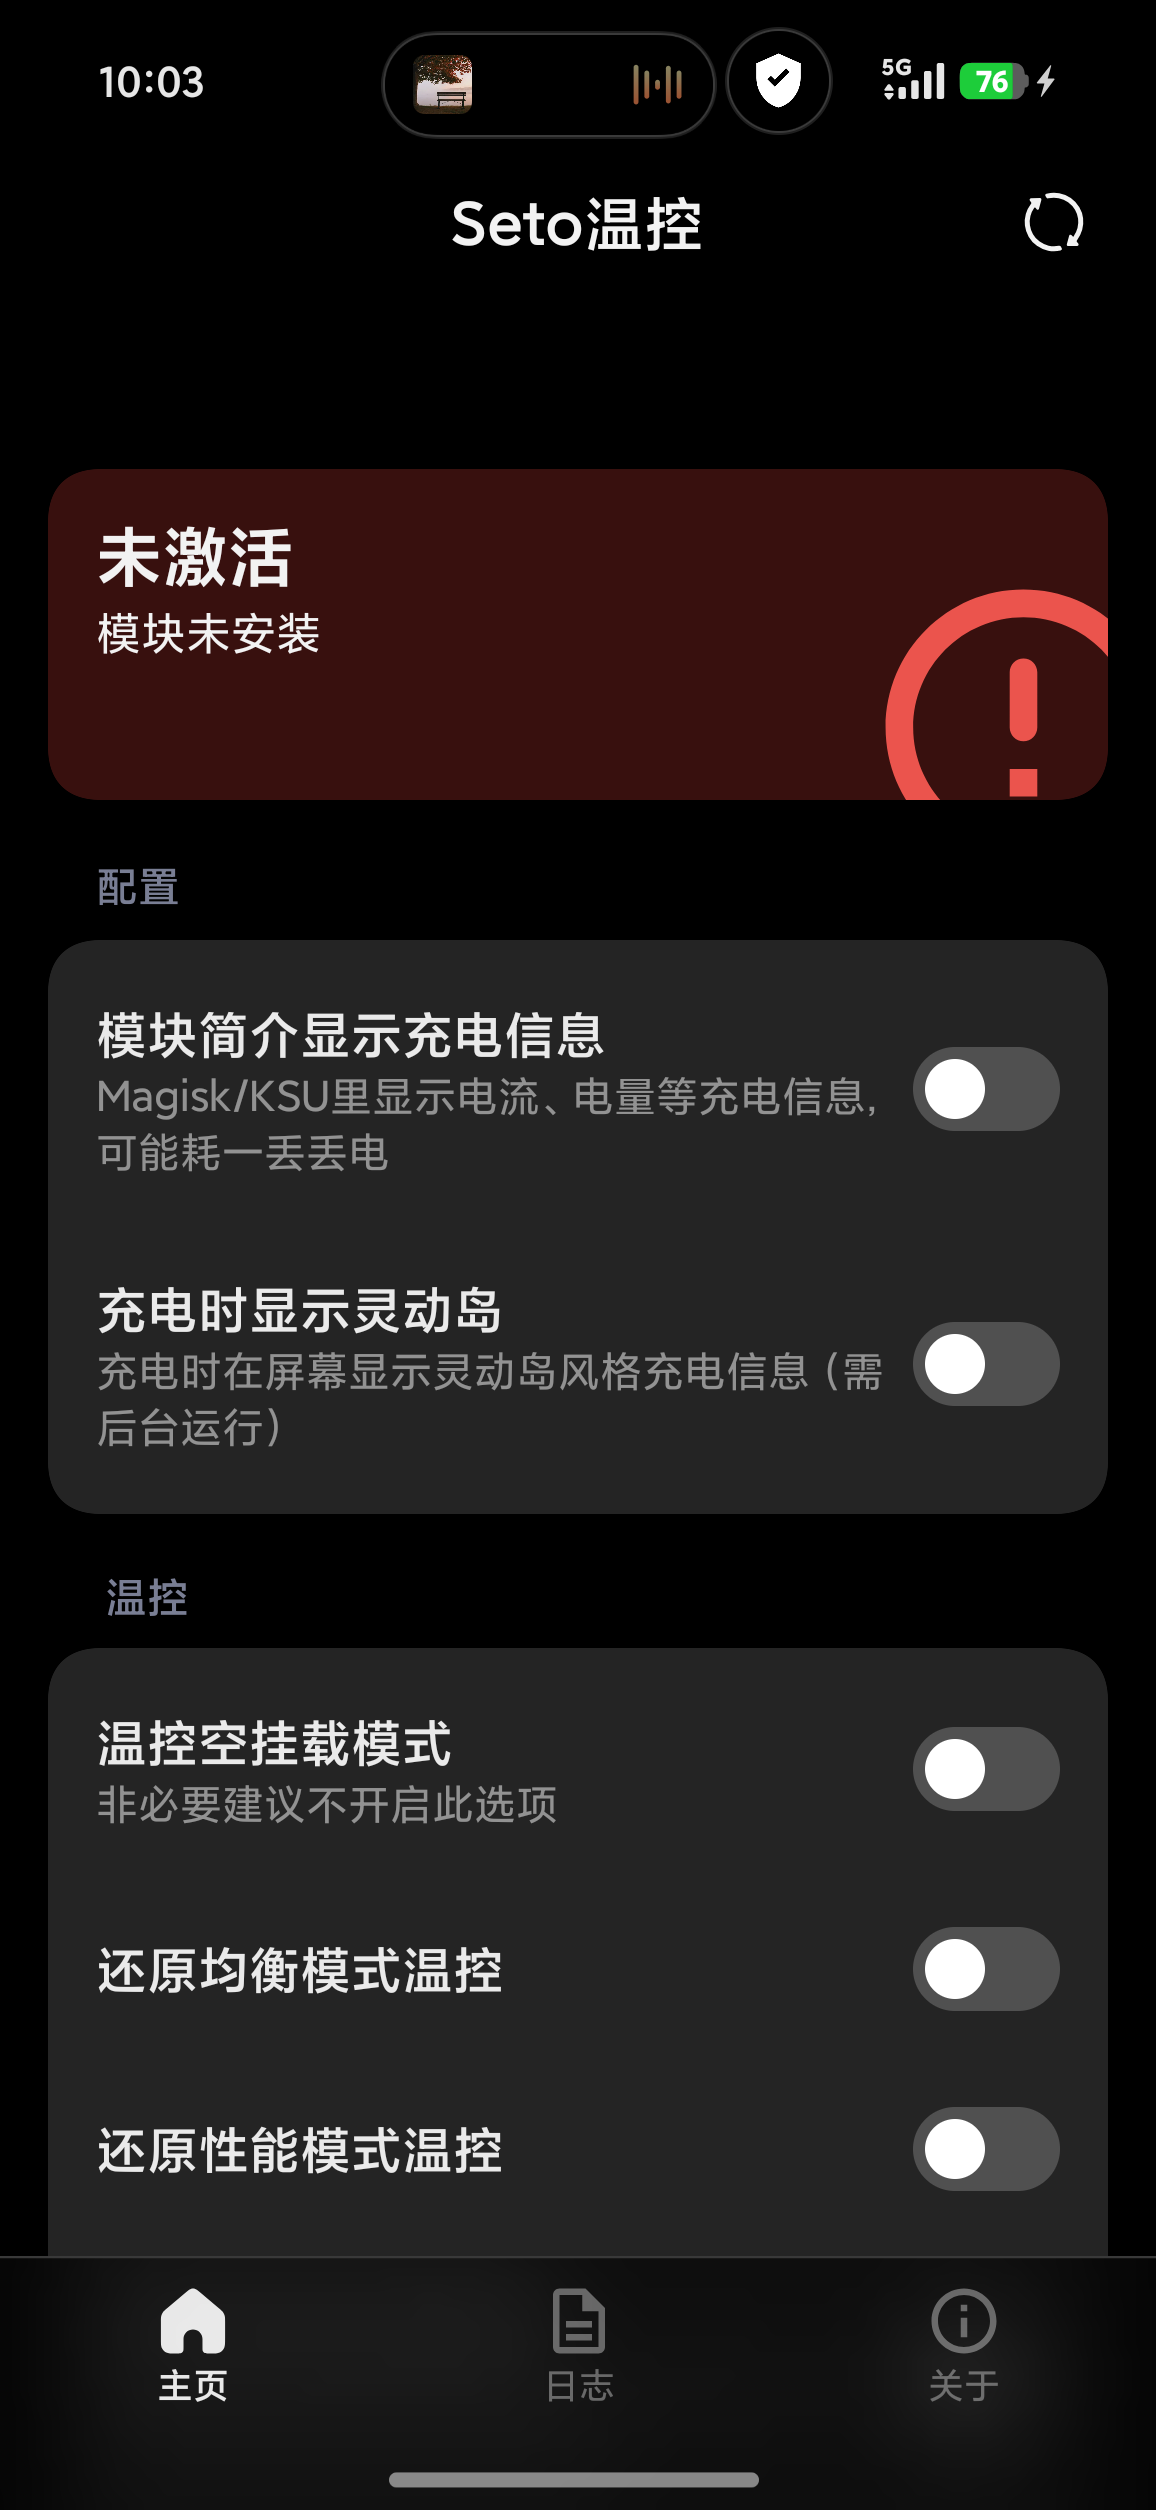 10:03
5G
76
Seto温控
未激活
模块未安装
配置
模块简介显示充电信息
Magisk/KSU里显示电流、电量等充电信息,
可能耗一丢丢电
充电时显示灵动岛
充电时在屏幕显示灵动岛风格充电信息（需
后台运行）
温控
温控空挂载模式
非必要建议不开启此选项
还原均衡模式温控
还原性能模式温控
主页
日志
关于